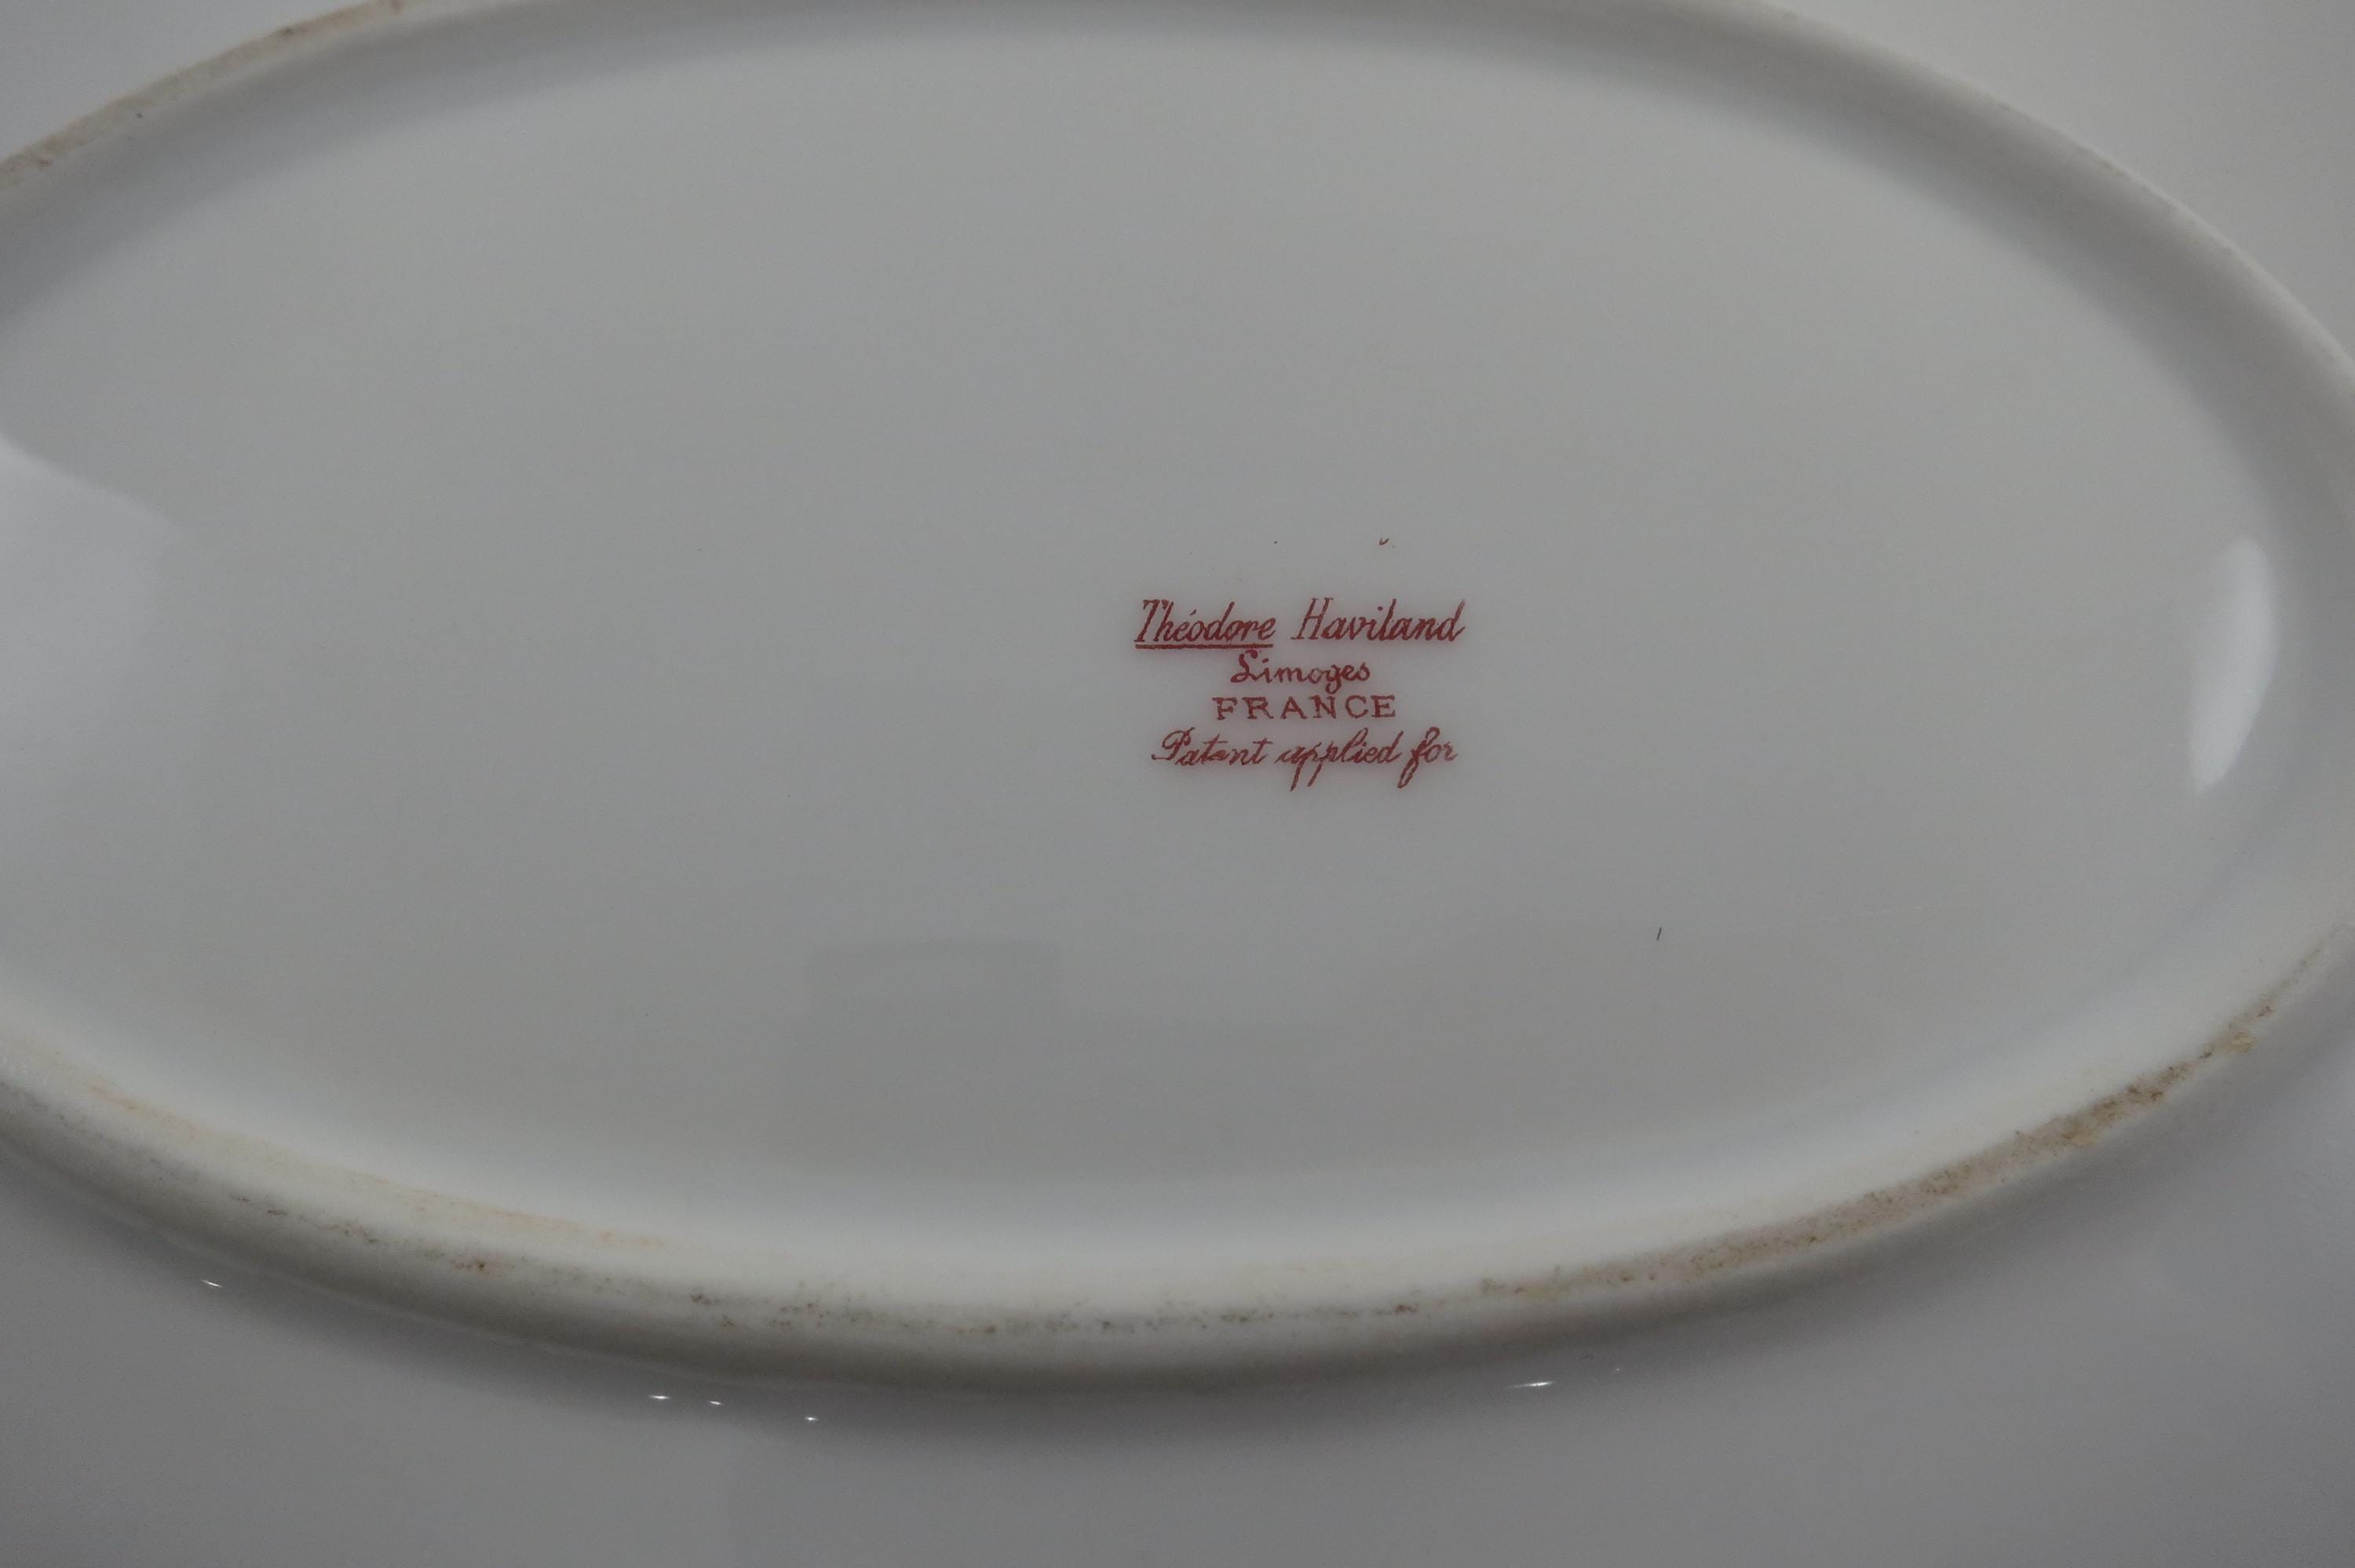 Théodore Haviland
Limoges
FRANCE
Patent applied for